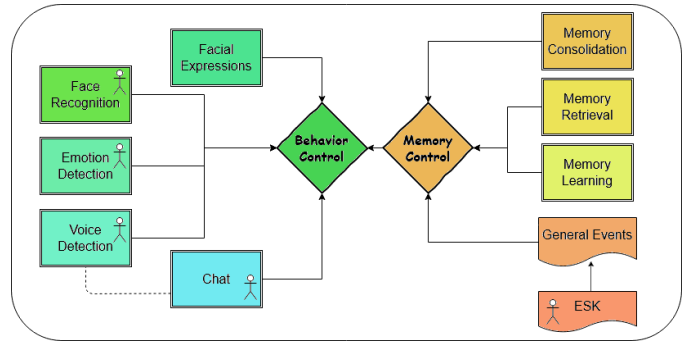 Facial
Expressions
Face
Recognition
Emotion
Detection
Voice
Detection
Chat
Behavior
Control
Memory
Control
Memory
Consolidation
Memory
Retrieval
Memory
Learning
General Events
ESK